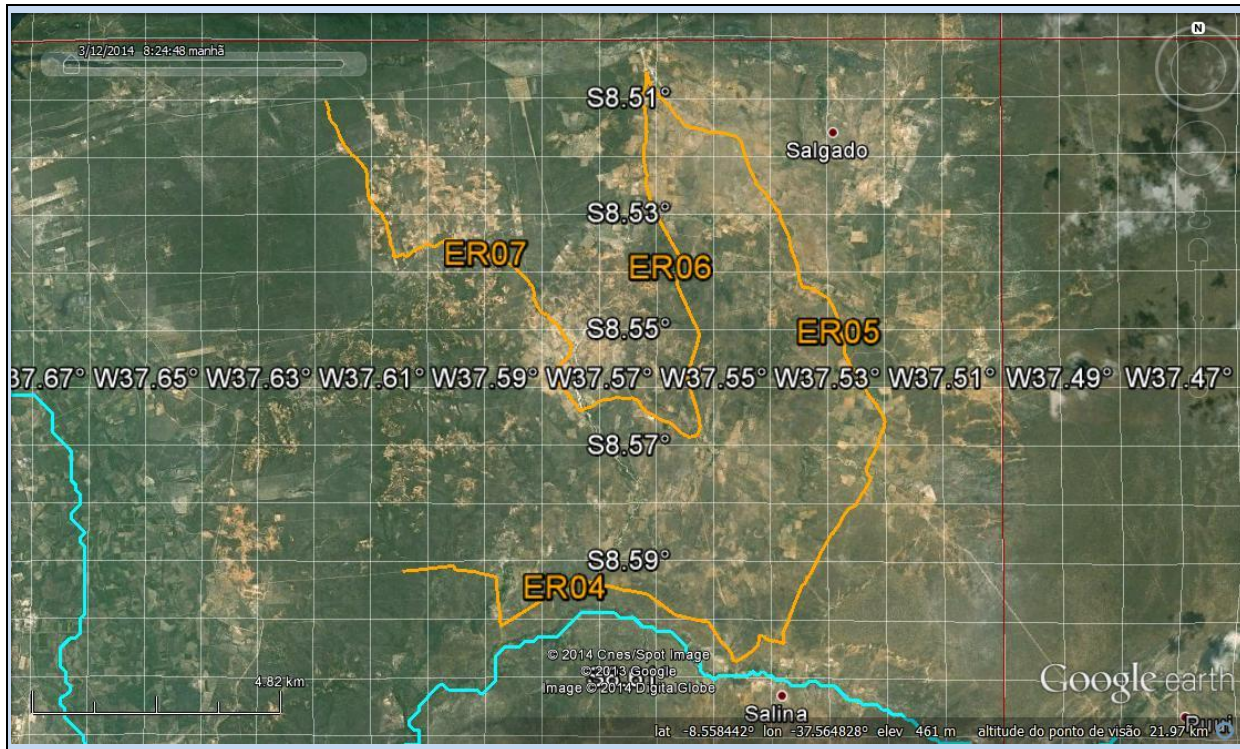 3/12/2014 8:24:48 manhã
N
S8.51°
Salgado
S8.53°
ER07
ER06
S8.55°
ER05
37.67° W37.65° W37.63° W37.61° W37.59° W37.57° W37.55° W37.53° W37.51° W37.49° W37.47°
S8.57°
S8.59°
ER04
© 2014 Cnes/Spot Image
© 2013 Google
Image © 2014 DigitalGlobe
4.82 km
Google earth
Salina
lat -8.558442° lon -37.564828° elev 461 m altitude do ponto de visão 21.97 km